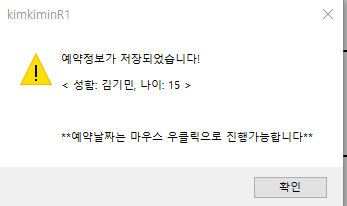 kimkiminR1
예약정보가 저장되었습니다!
< 성함: 김기민, 나이: 15 >
**예약날짜는 마우스 우클릭으로 진행가능합니다**
확인